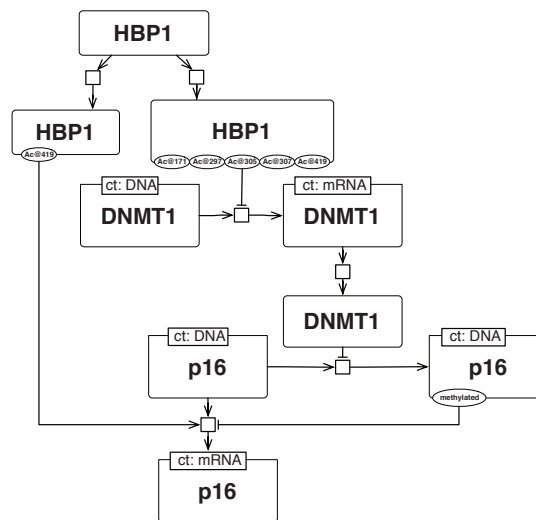 HBP1
HBP1
Ac@419
HBP1
Ac@171 Ac@297 Ac@305 Ac@307 Ac@419
ct: DNA
DNMT1
ct: mRNA
DNMT1
DNMT1
ct: DNA
p16
ct: DNA
p16
methylated
ct: mRNA
p16